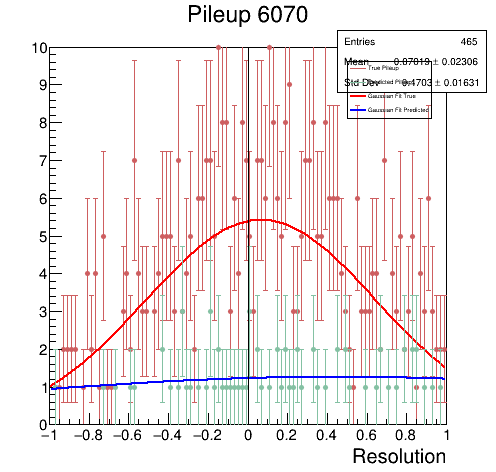 Pileup 6070
Entries 465
Mean 0.07019 ± 0.02306
Std Dev 0.4703 ± 0.01631
True Pileup
Predicted Pileup
Gaussian Fit True
Gaussian Fit Predicted
10
9
8
7
6
5
4
3
2
1
0
−1 −0.8 −0.6 −0.4 −0.2 0 0.2 0.4 0.6 0.8 1
Resolution